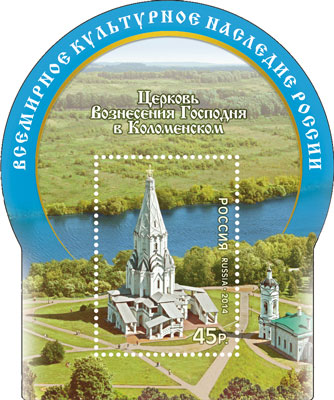 ВСЕМИРНОЕ КУЛЬТУРНОЕ НАСЛЕДИЕ РОССИИ
Церковь
Вознесения Господня
в Коломенском
РОССИЯ
RUSSIA • 2014
45р.